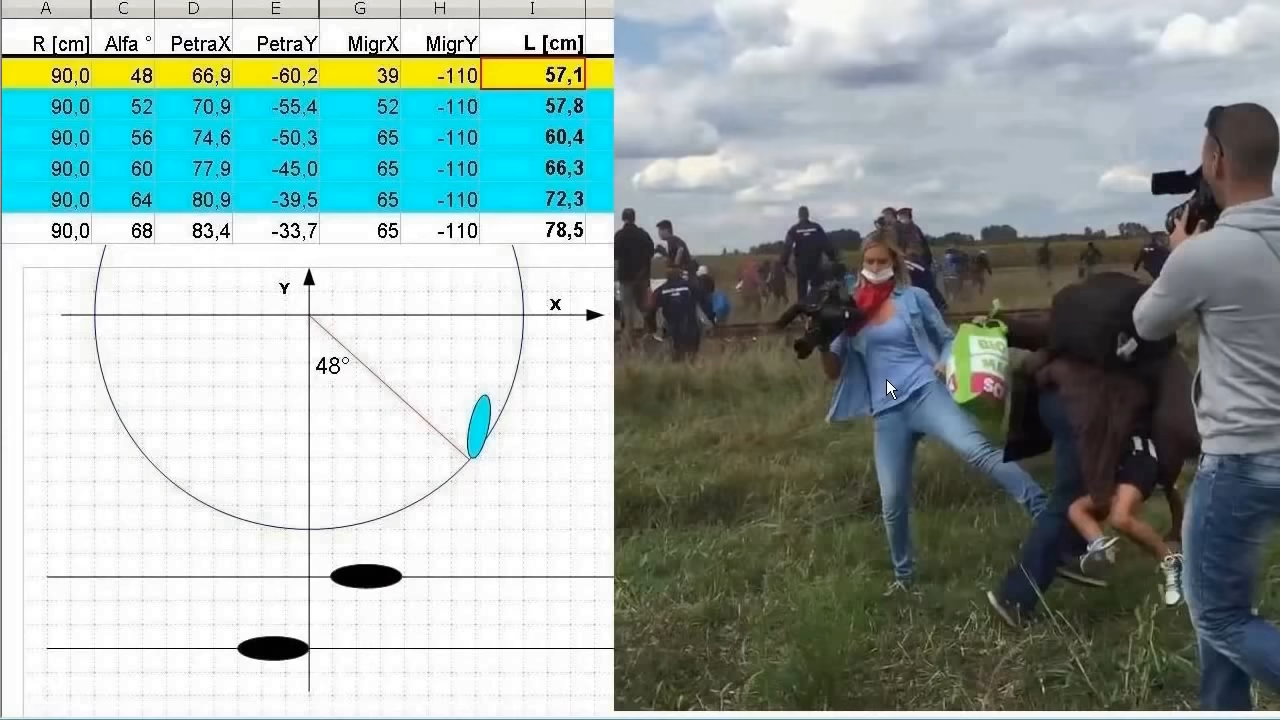 A C D E G H I
R [cm] Alfa ° PetraX PetraY MigrX MigrY L [cm]
90,0 48 66,9 -60,2 39 -110 57,1
90,0 52 70,9 -55,4 52 -110 57,8
90,0 56 74,6 -50,3 65 -110 60,4
90,0 60 77,9 -45,0 65 -110 66,3
90,0 64 80,9 -39,5 65 -110 72,3
90,0 68 83,4 -33,7 65 -110 78,5
Y
X
48°